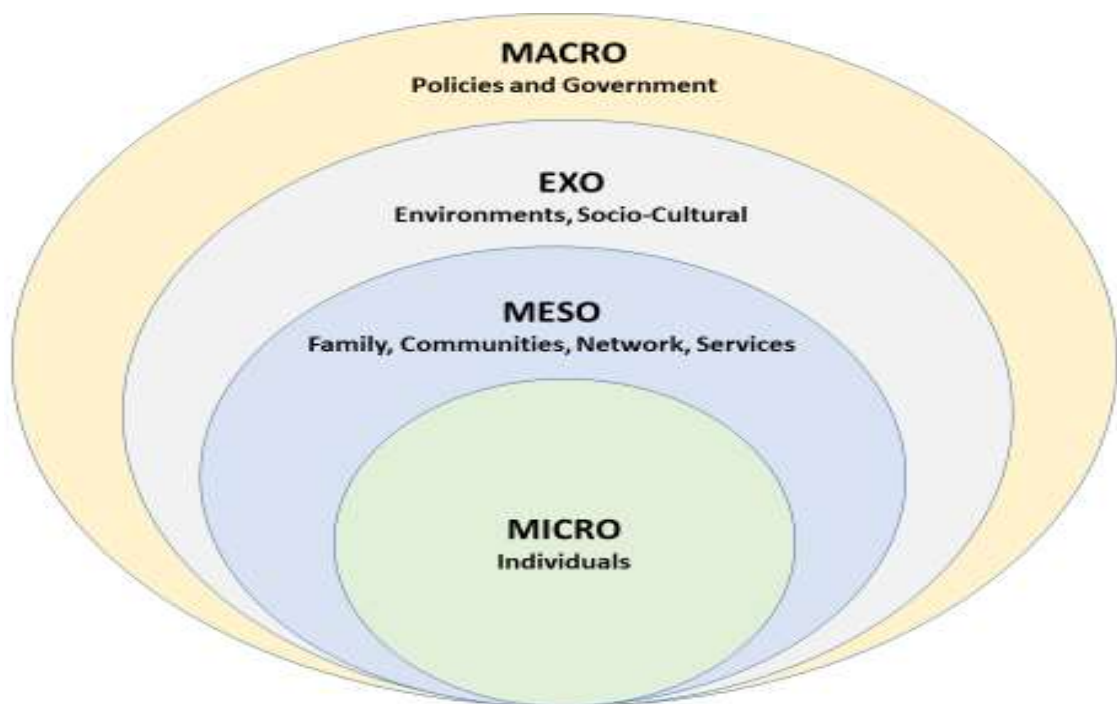 MACRO
Policies and Government
EXO
Environments, Socio-Cultural
MESO
Family, Communities, Network, Services
MICRO
Individuals